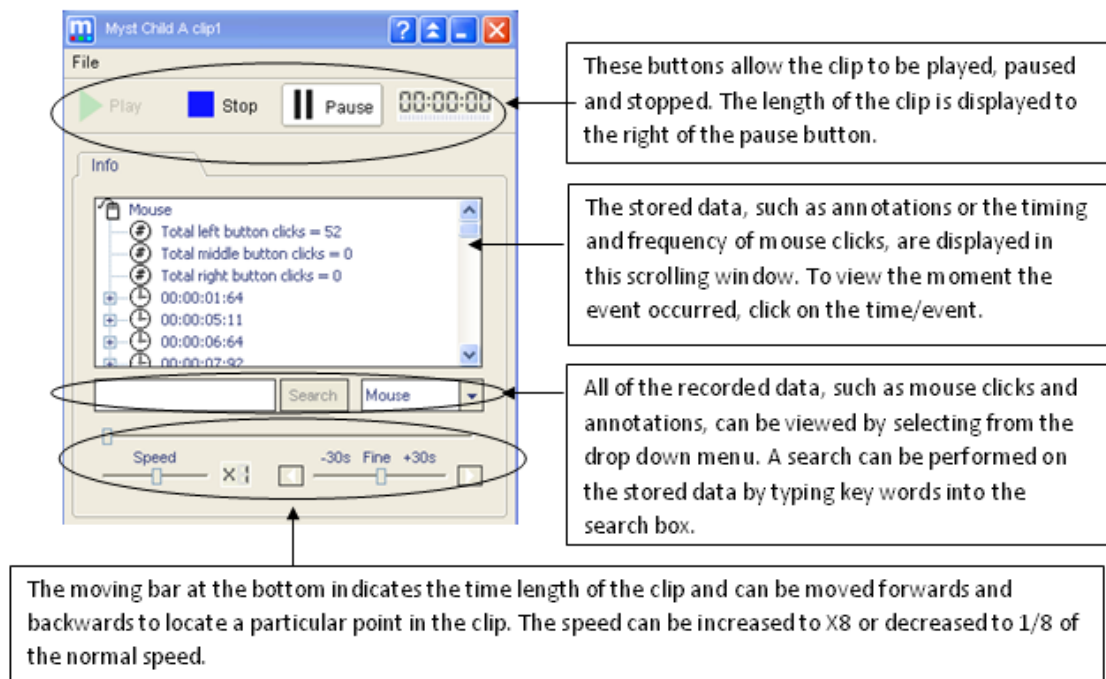 Myst Child A clip1
File
Play Stop Pause 00:00:00
These buttons allow the clip to be played, paused
and stopped. The length of the clip is displayed to
the right of the pause button.
Info
Mouse
Total left button clicks = 52
Total middle button clicks = 0
Total right button clicks = 0
00:00:01:64
00:00:05:11
00:00:06:64
00:00:07:92
The stored data, such as annotations or the timing
and frequency of mouse clicks, are displayed in
this scrolling window. To view the moment the
event occurred, click on the time/event.
Search Mouse
All of the recorded data, such as mouse clicks and
annotations, can be viewed by selecting from the
drop down menu. A search can be performed on
the stored data by typing key words into the
search box.
Speed -30s Fine +30s
X1
The moving bar at the bottom indicates the time length of the clip and can be moved forwards and
backwards to locate a particular point in the clip. The speed can be increased to X8 or decreased to 1/8 of
the normal speed.